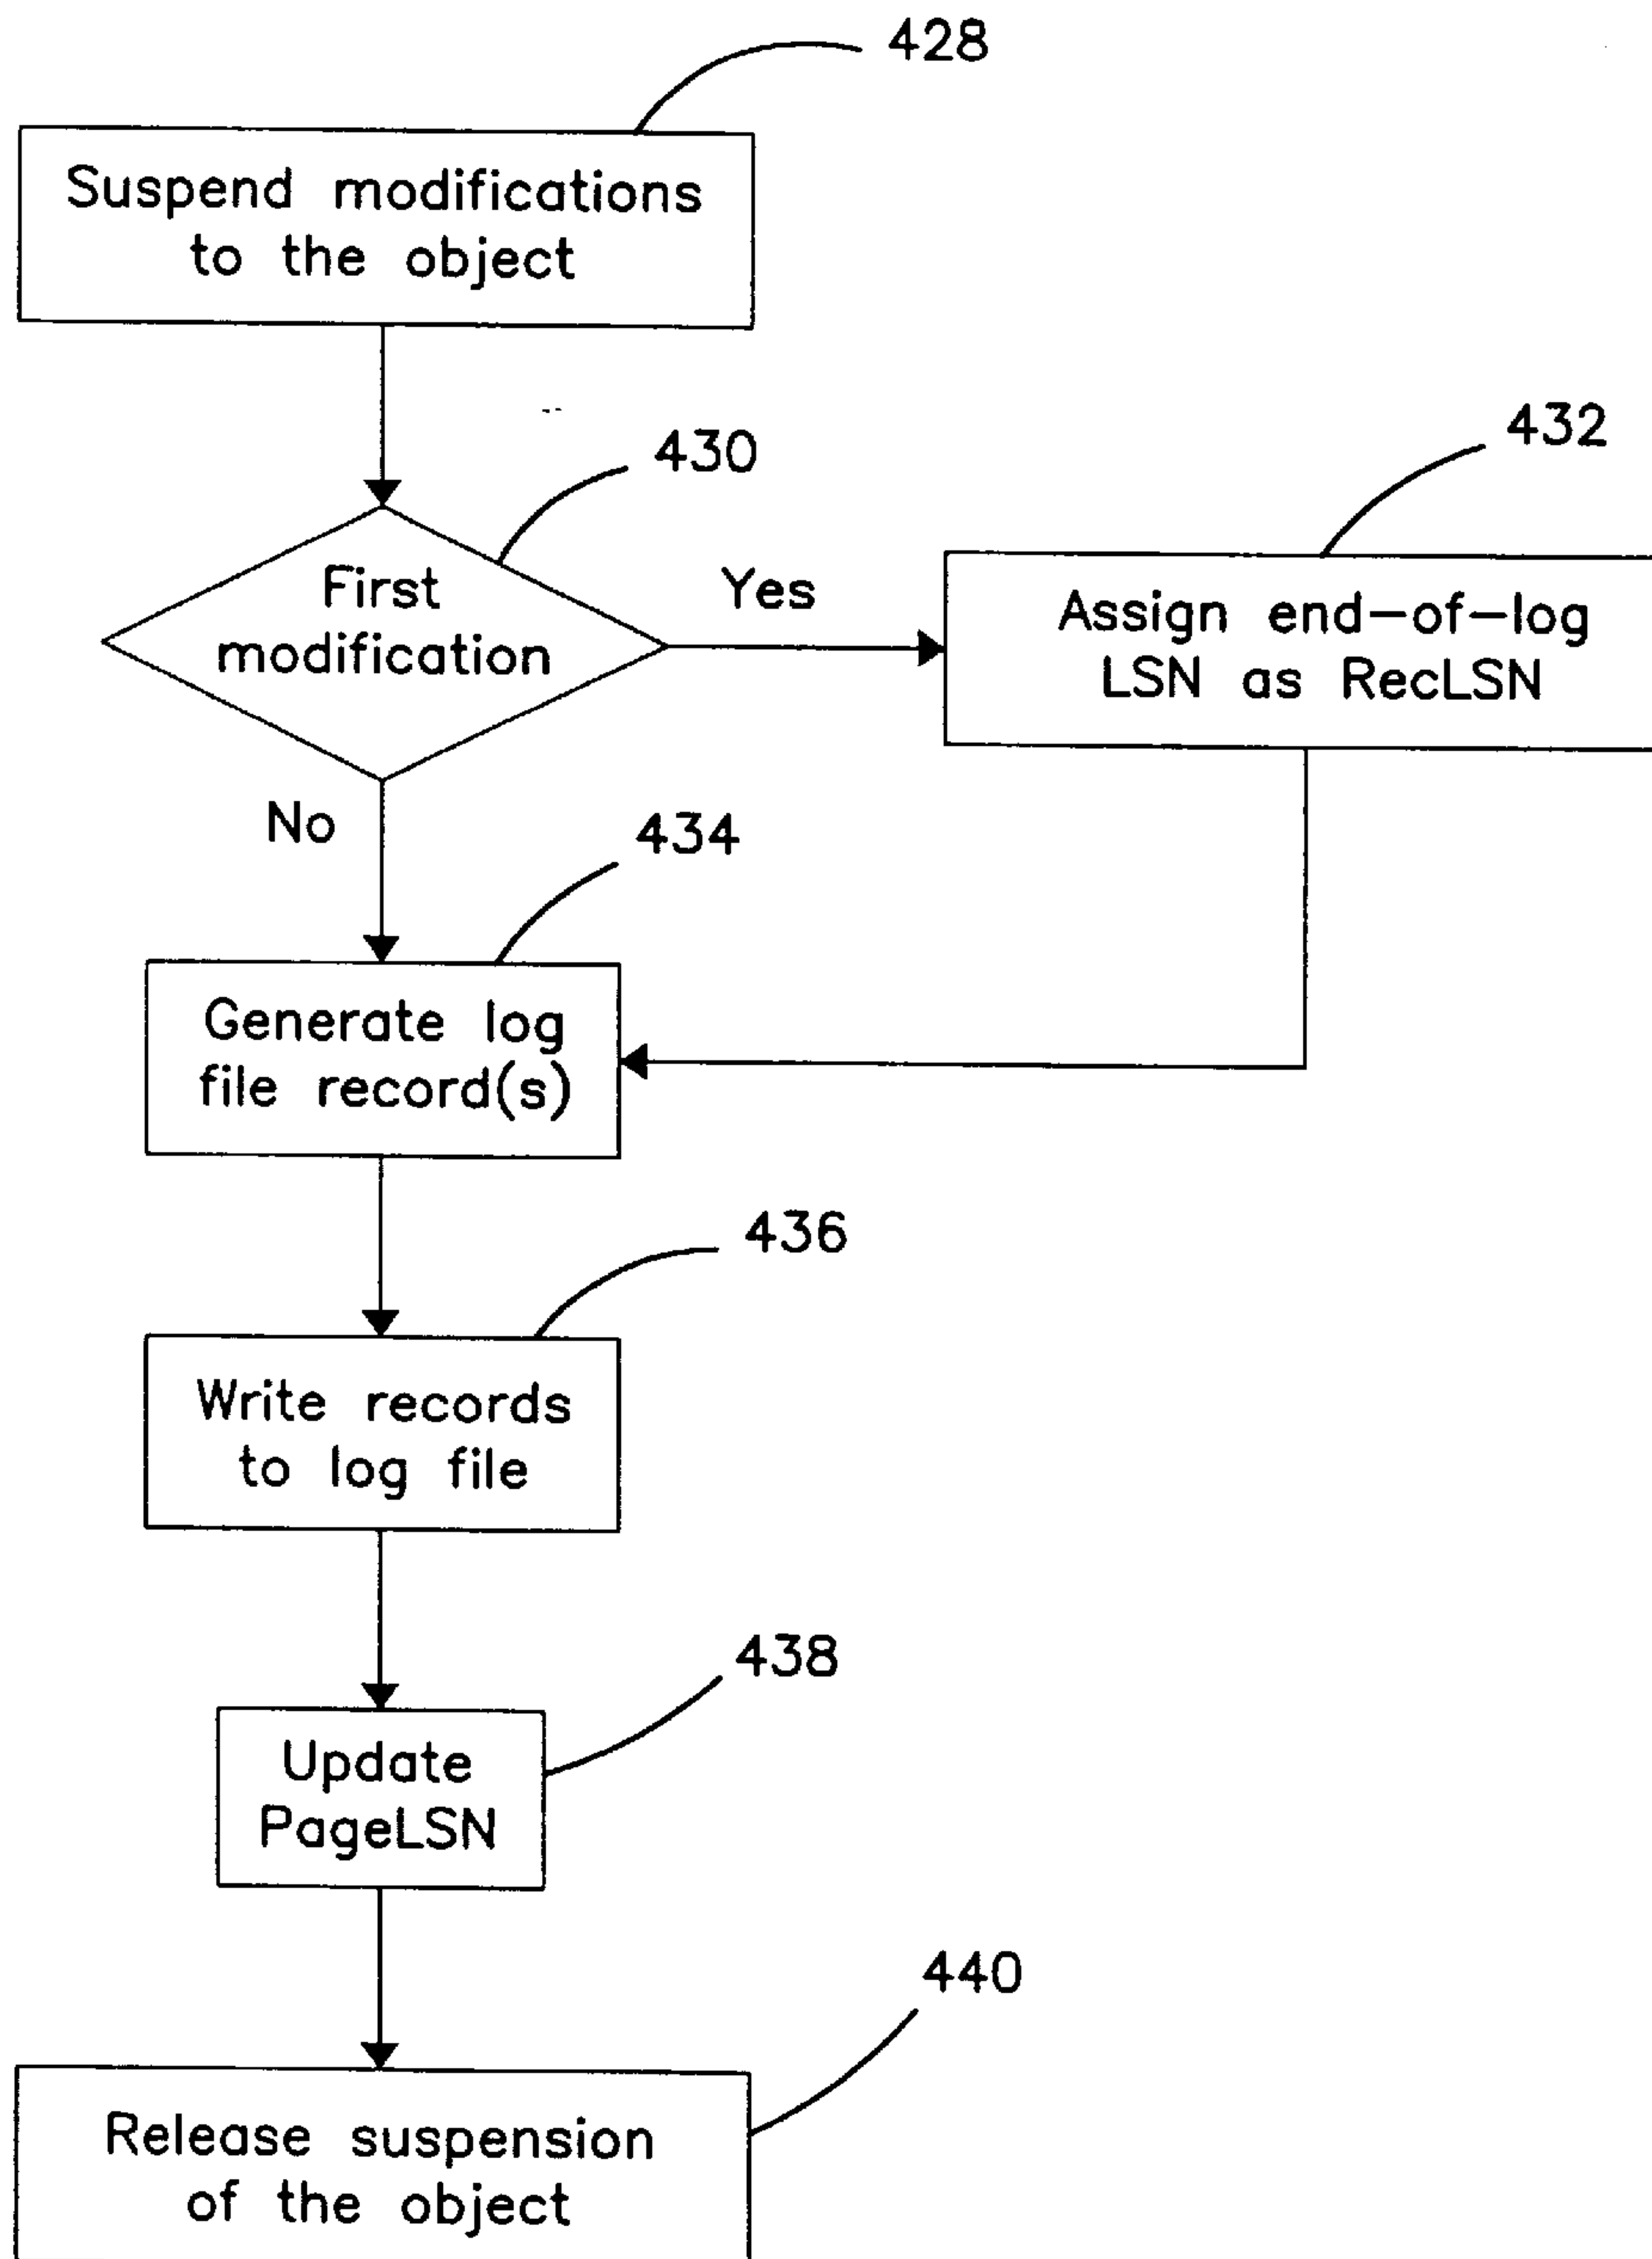 428
Suspend modifications
to the object
430
432
First
modification
Yes
Assign end-of-log
LSN as RecLSN
No
434
Generate log
file record(s)
436
Write records
to log file
438
Update
PageLSN
440
Release suspension
of the object